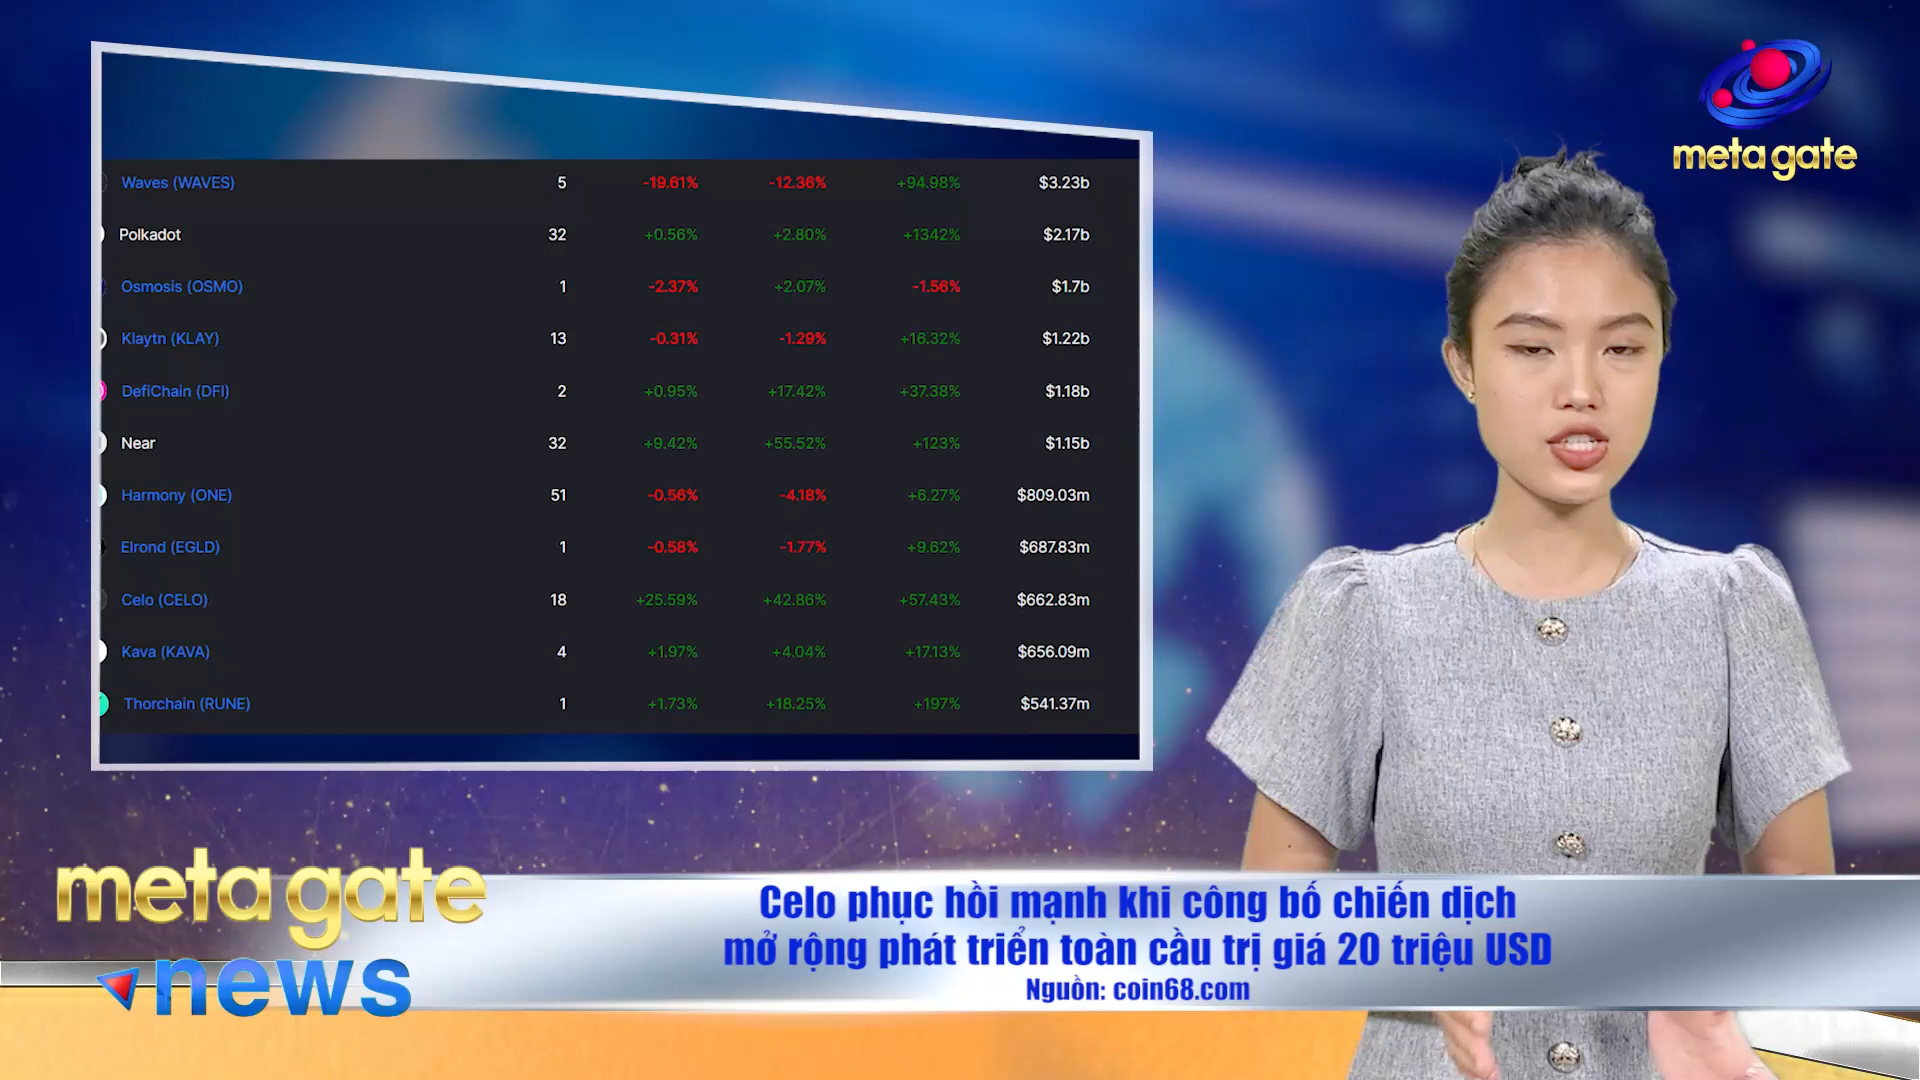 meta gate
Waves (WAVES) 5 -19.61% -12.36% +94.98% $3.23b
Polkadot 32 +0.56% +2.80% +1342% $2.17b
Osmosis (OSMO) 1 -2.37% +2.07% -1.56% $1.7b
Klaytn (KLAY) 13 -0.31% -1.29% +16.32% $1.22b
DefiChain (DFI) 2 +0.95% +17.42% +37.38% $1.18b
Near 32 +9.42% +55.52% +123% $1.15b
Harmony (ONE) 51 -0.56% -4.18% +6.27% $809.03m
Elrond (EGLD) 1 -0.58% -1.77% +9.62% $687.83m
Celo (CELO) 18 +25.59% +42.86% +57.43% $662.83m
Kava (KAVA) 4 +1.97% +4.04% +17.13% $656.09m
Thorchain (RUNE) 1 +1.73% +18.25% +197% $541.37m
meta gate
news
Celo phục hồi mạnh khi công bố chiến dịch
mở rộng phát triển toàn cầu trị giá 20 triệu USD
Nguồn: coin68.com